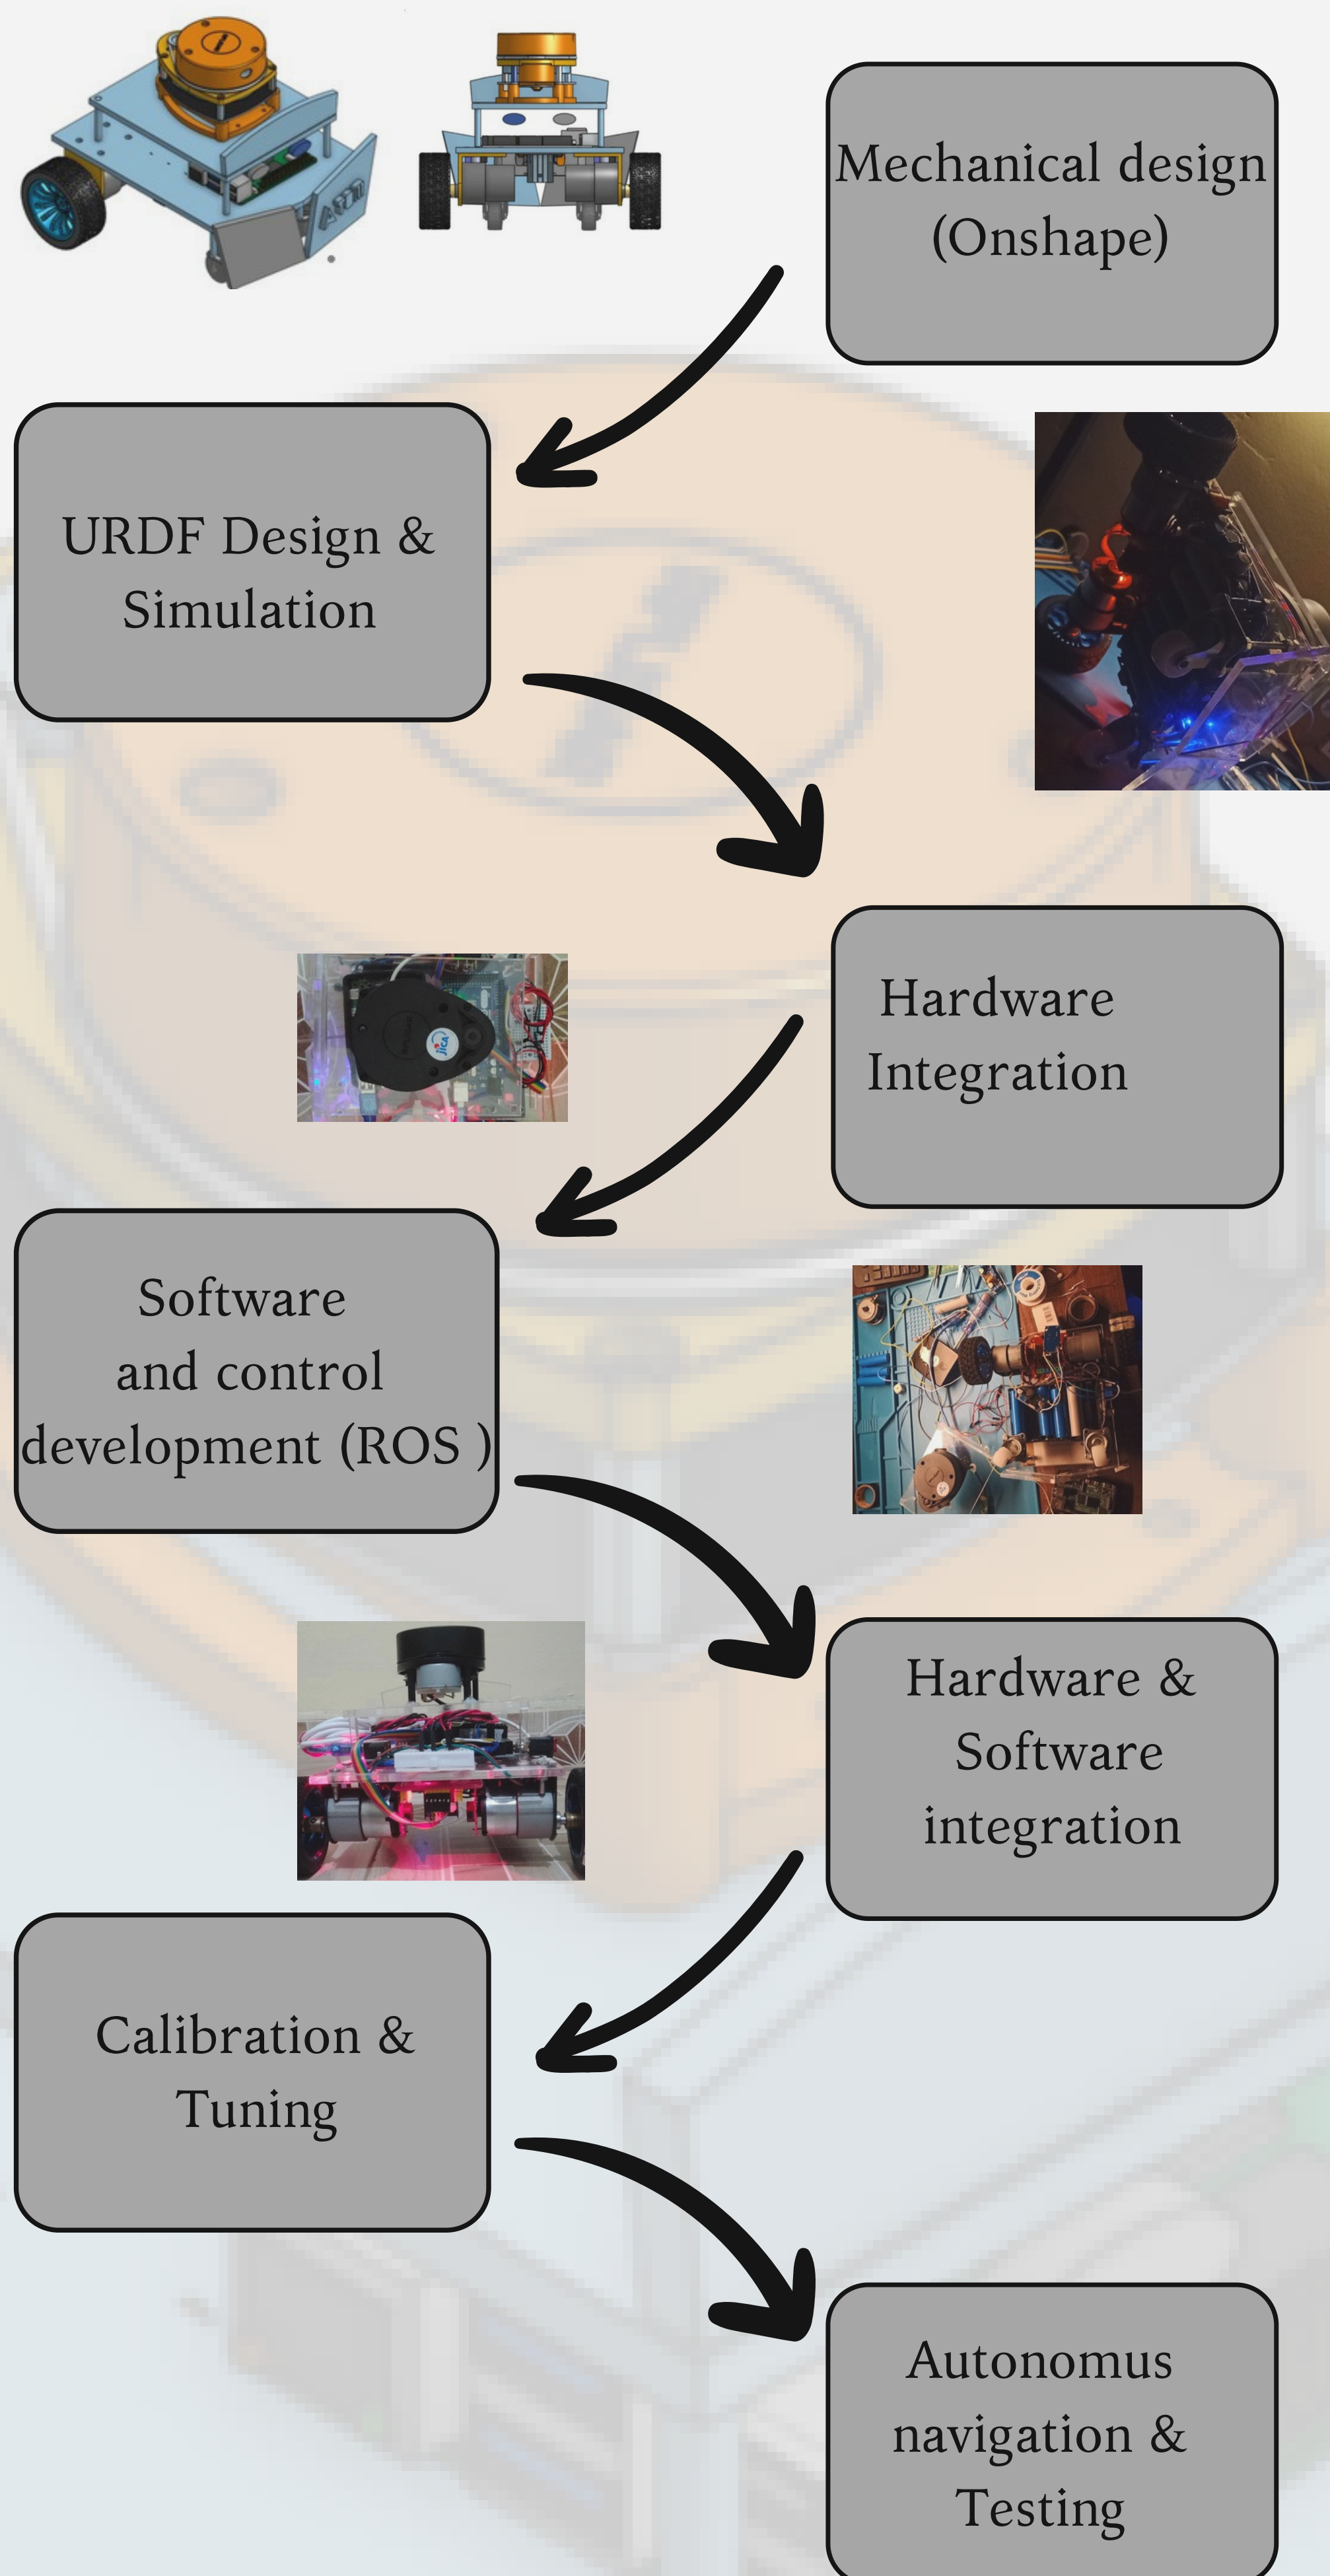 Mechanical design
(Onshape)
URDF Design &
Simulation
Hardware
Integration
jICA
Software
and control
development (ROS )
Hardware &
Software
integration
Calibration &
Tuning
Autonomus
navigation &
Testing